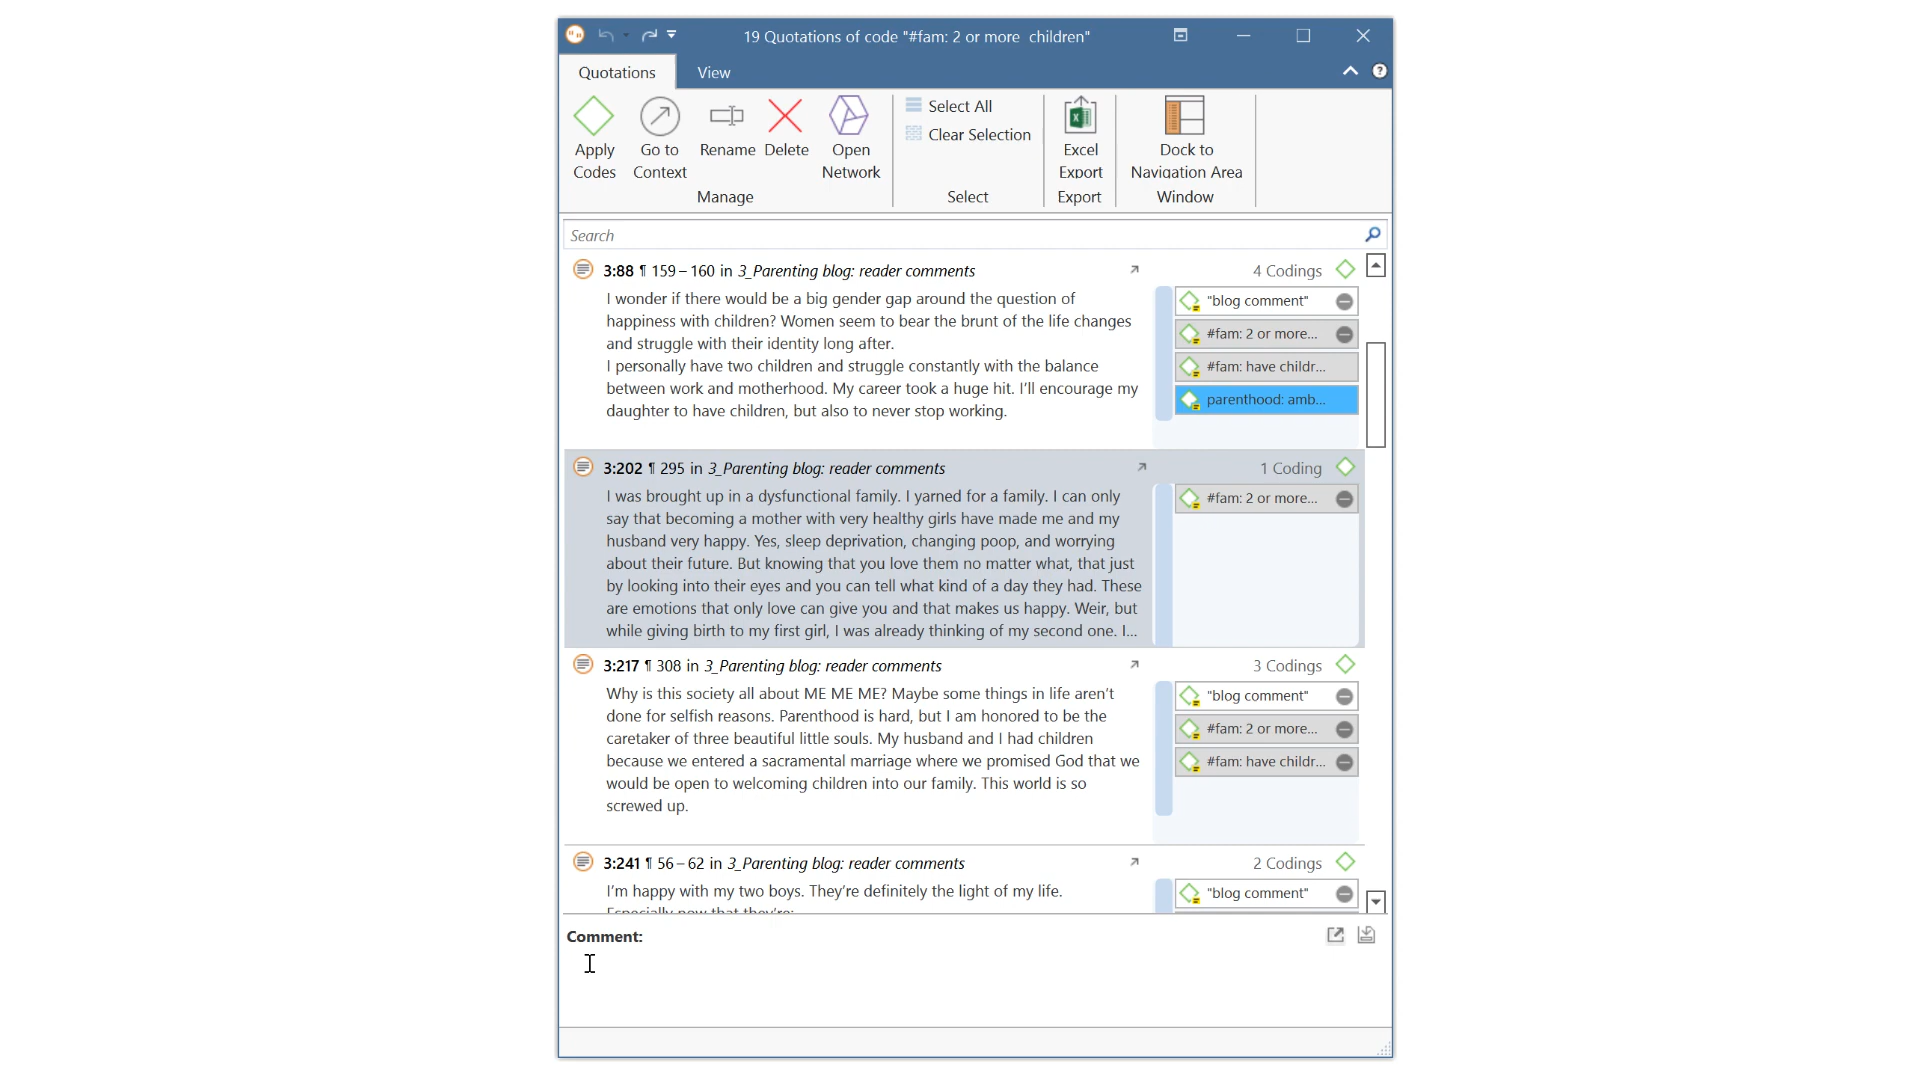 19 Quotations of code "#fam: 2 or more  children"
Quotations
View
Apply Codes
Go to Context
Rename
Delete
Open Network
Manage
Select All
Clear Selection
Select
Excel Export
Export
Dock to Navigation Area
Window
Search
3:88 ¶ 159 – 160 in 3_Parenting blog: reader comments
4 Codings
I wonder if there would be a big gender gap around the question of
happiness with children? Women seem to bear the brunt of the life changes
and struggle with their identity long after.
I personally have two children and struggle constantly with the balance
between work and motherhood. My career took a huge hit. I'll encourage my
daughter to have children, but also to never stop working.
"blog comment"
#fam: 2 or more...
#fam: have childr...
parenthood: amb...
3:202 ¶ 295 in 3_Parenting blog: reader comments
1 Coding
I was brought up in a dysfunctional family. I yarned for a family. I can only
say that becoming a mother with very healthy girls have made me and my
husband very happy. Yes, sleep deprivation, changing poop, and worrying
about their future. But knowing that you love them no matter what, that just
by looking into their eyes and you can tell what kind of a day they had. These
are emotions that only love can give you and that makes us happy. Weir, but
while giving birth to my first girl, I was already thinking of my second one. I...
#fam: 2 or more...
3:217 ¶ 308 in 3_Parenting blog: reader comments
3 Codings
Why is this society all about ME ME ME? Maybe some things in life aren't
done for selfish reasons. Parenthood is hard, but I am honored to be the
caretaker of three beautiful little souls. My husband and I had children
because we entered a sacramental marriage where we promised God that we
would be open to welcoming children into our family. This world is so
screwed up.
"blog comment"
#fam: 2 or more...
#fam: have childr...
3:241 ¶ 56 – 62 in 3_Parenting blog: reader comments
2 Codings
I'm happy with my two boys. They're definitely the light of my life.
Especially now that they're:
"blog comment"
Comment: